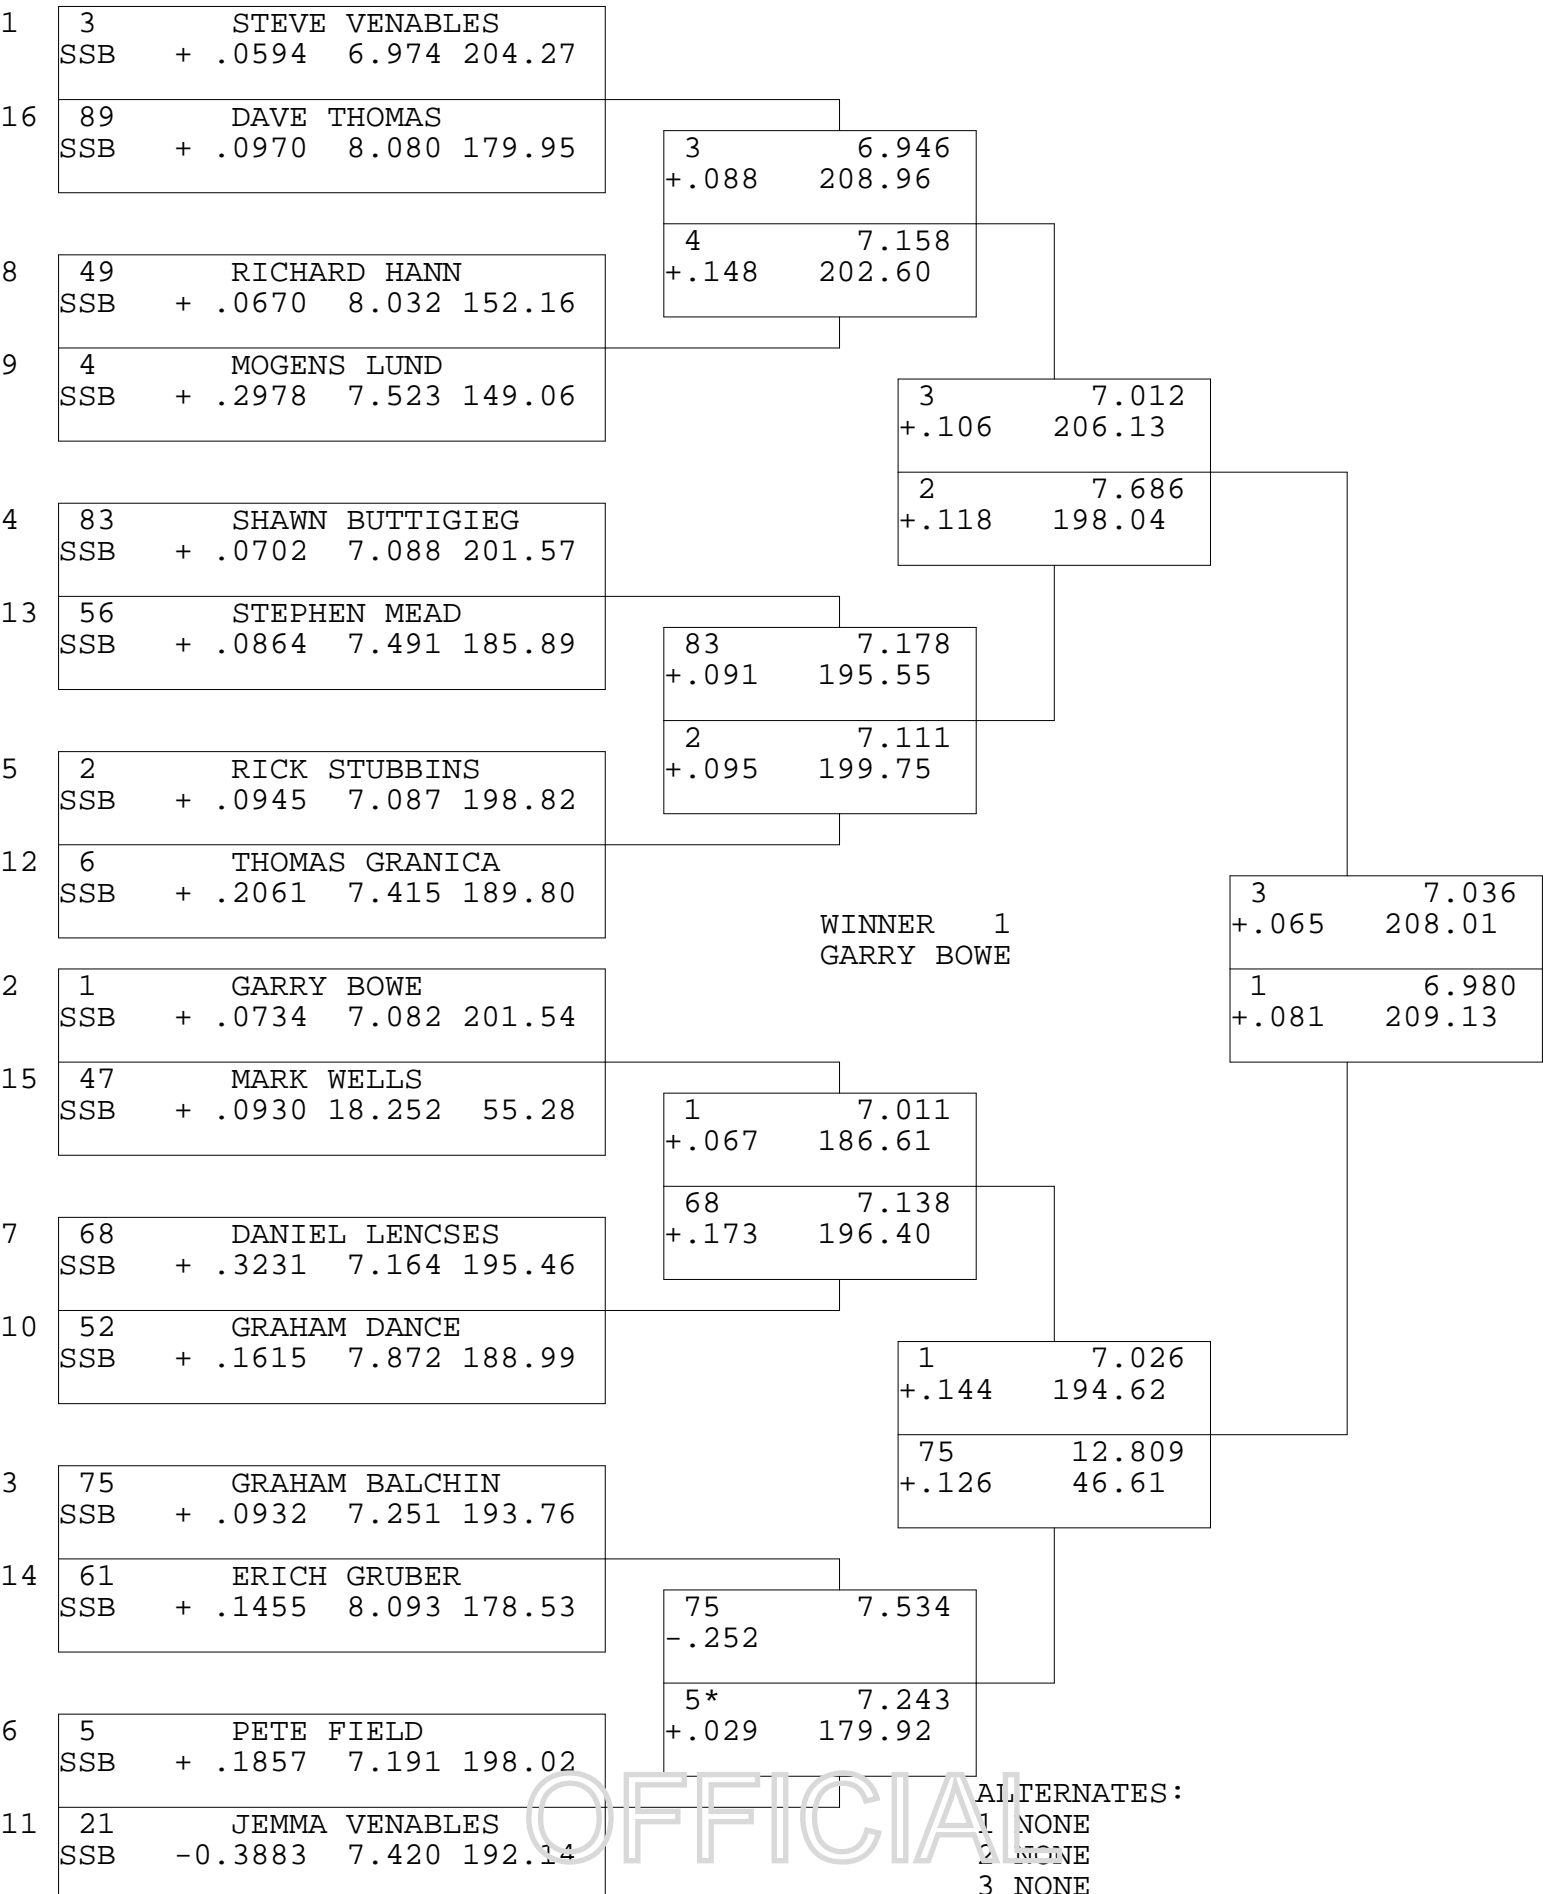 1 3 STEVE VENABLES
SSB + .0594 6.974 204.27
16 89 DAVE THOMAS
SSB + .0970 8.080 179.95
8 49 RICHARD HANN
SSB + .0670 8.032 152.16
9 4 MOGENS LUND
SSB + .2978 7.523 149.06
4 83 SHAWN BUTTIGIEG
SSB + .0702 7.088 201.57
13 56 STEPHEN MEAD
SSB + .0864 7.491 185.89
5 2 RICK STUBBINS
SSB + .0945 7.087 198.82
12 6 THOMAS GRANICA
SSB + .2061 7.415 189.80
2 1 GARRY BOWE
SSB + .0734 7.082 201.54
15 47 MARK WELLS
SSB + .0930 18.252 55.28
7 68 DANIEL LENCSES
SSB + .3231 7.164 195.46
10 52 GRAHAM DANCE
SSB + .1615 7.872 188.99
3 75 GRAHAM BALCHIN
SSB + .0932 7.251 193.76
14 61 ERICH GRUBER
SSB + .1455 8.093 178.53
6 5 PETE FIELD
SSB + .1857 7.191 198.02
11 21 JEMMA VENABLES
SSB -0.3883 7.420 192.14
3 6.946
+.088 208.96
4 7.158
+.148 202.60
83 7.178
+.091 195.55
2 7.111
+.095 199.75
1 7.011
+.067 186.61
68 7.138
+.173 196.40
75 7.534
-.252
5* 7.243
+.029 179.92
3 7.012
+.106 206.13
2 7.686
+.118 198.04
1 7.026
+.144 194.62
75 12.809
+.126 46.61
3 7.036
+.065 208.01
1 6.980
+.081 209.13
WINNER 1
GARRY BOWE
ALTERNATES:
1 NONE
2 NONE
3 NONE
OFFICIAL